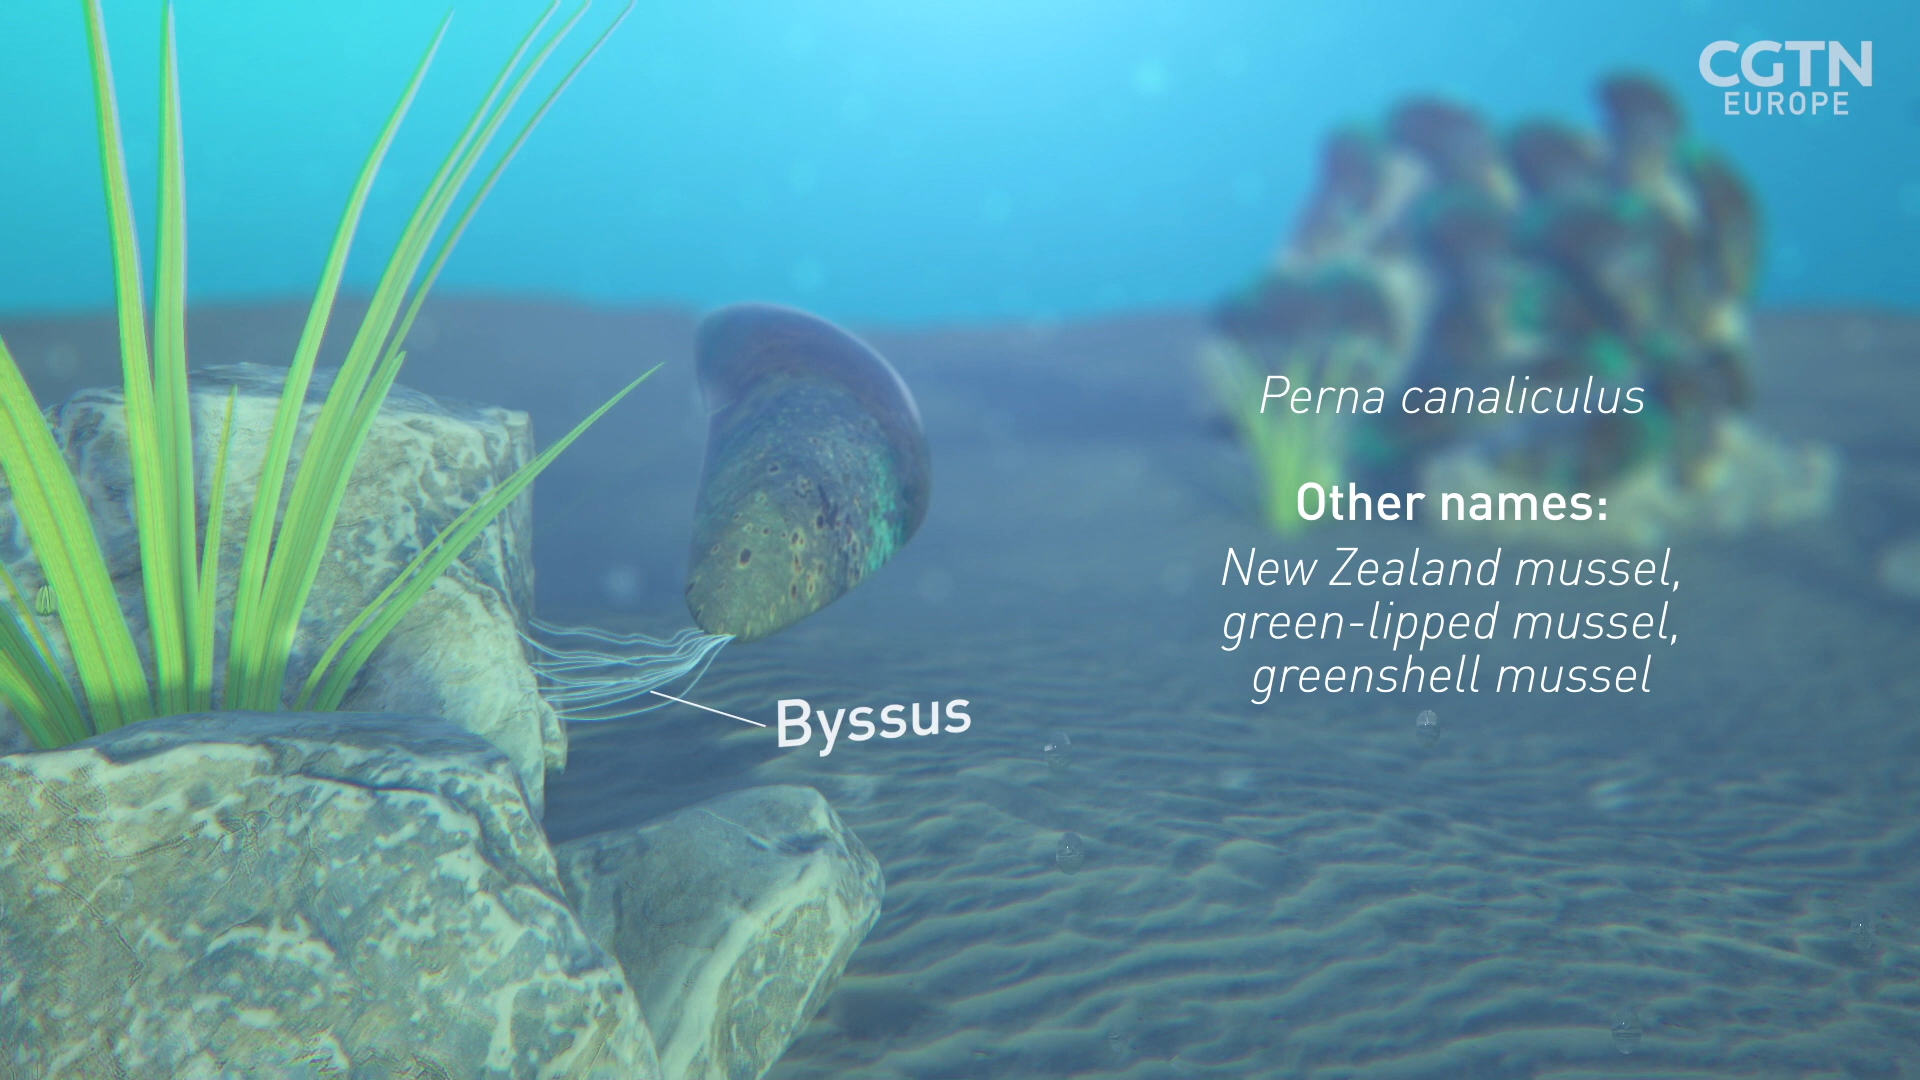 CGTN
EUROPE
Perna canaliculus
Other names:
New Zealand mussel,
green-lipped mussel,
greenshell mussel
Byssus